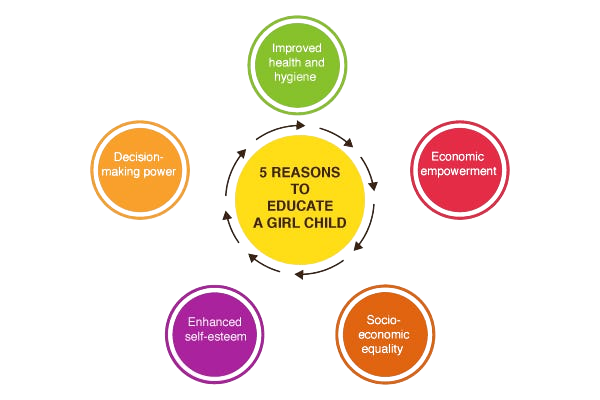 Improved
health and
hygiene
Decision-
making power
Economic
empowerment
5 REASONS
TO
EDUCATE
A GIRL CHILD
Enhanced
self-esteem
Socio-
economic
equality